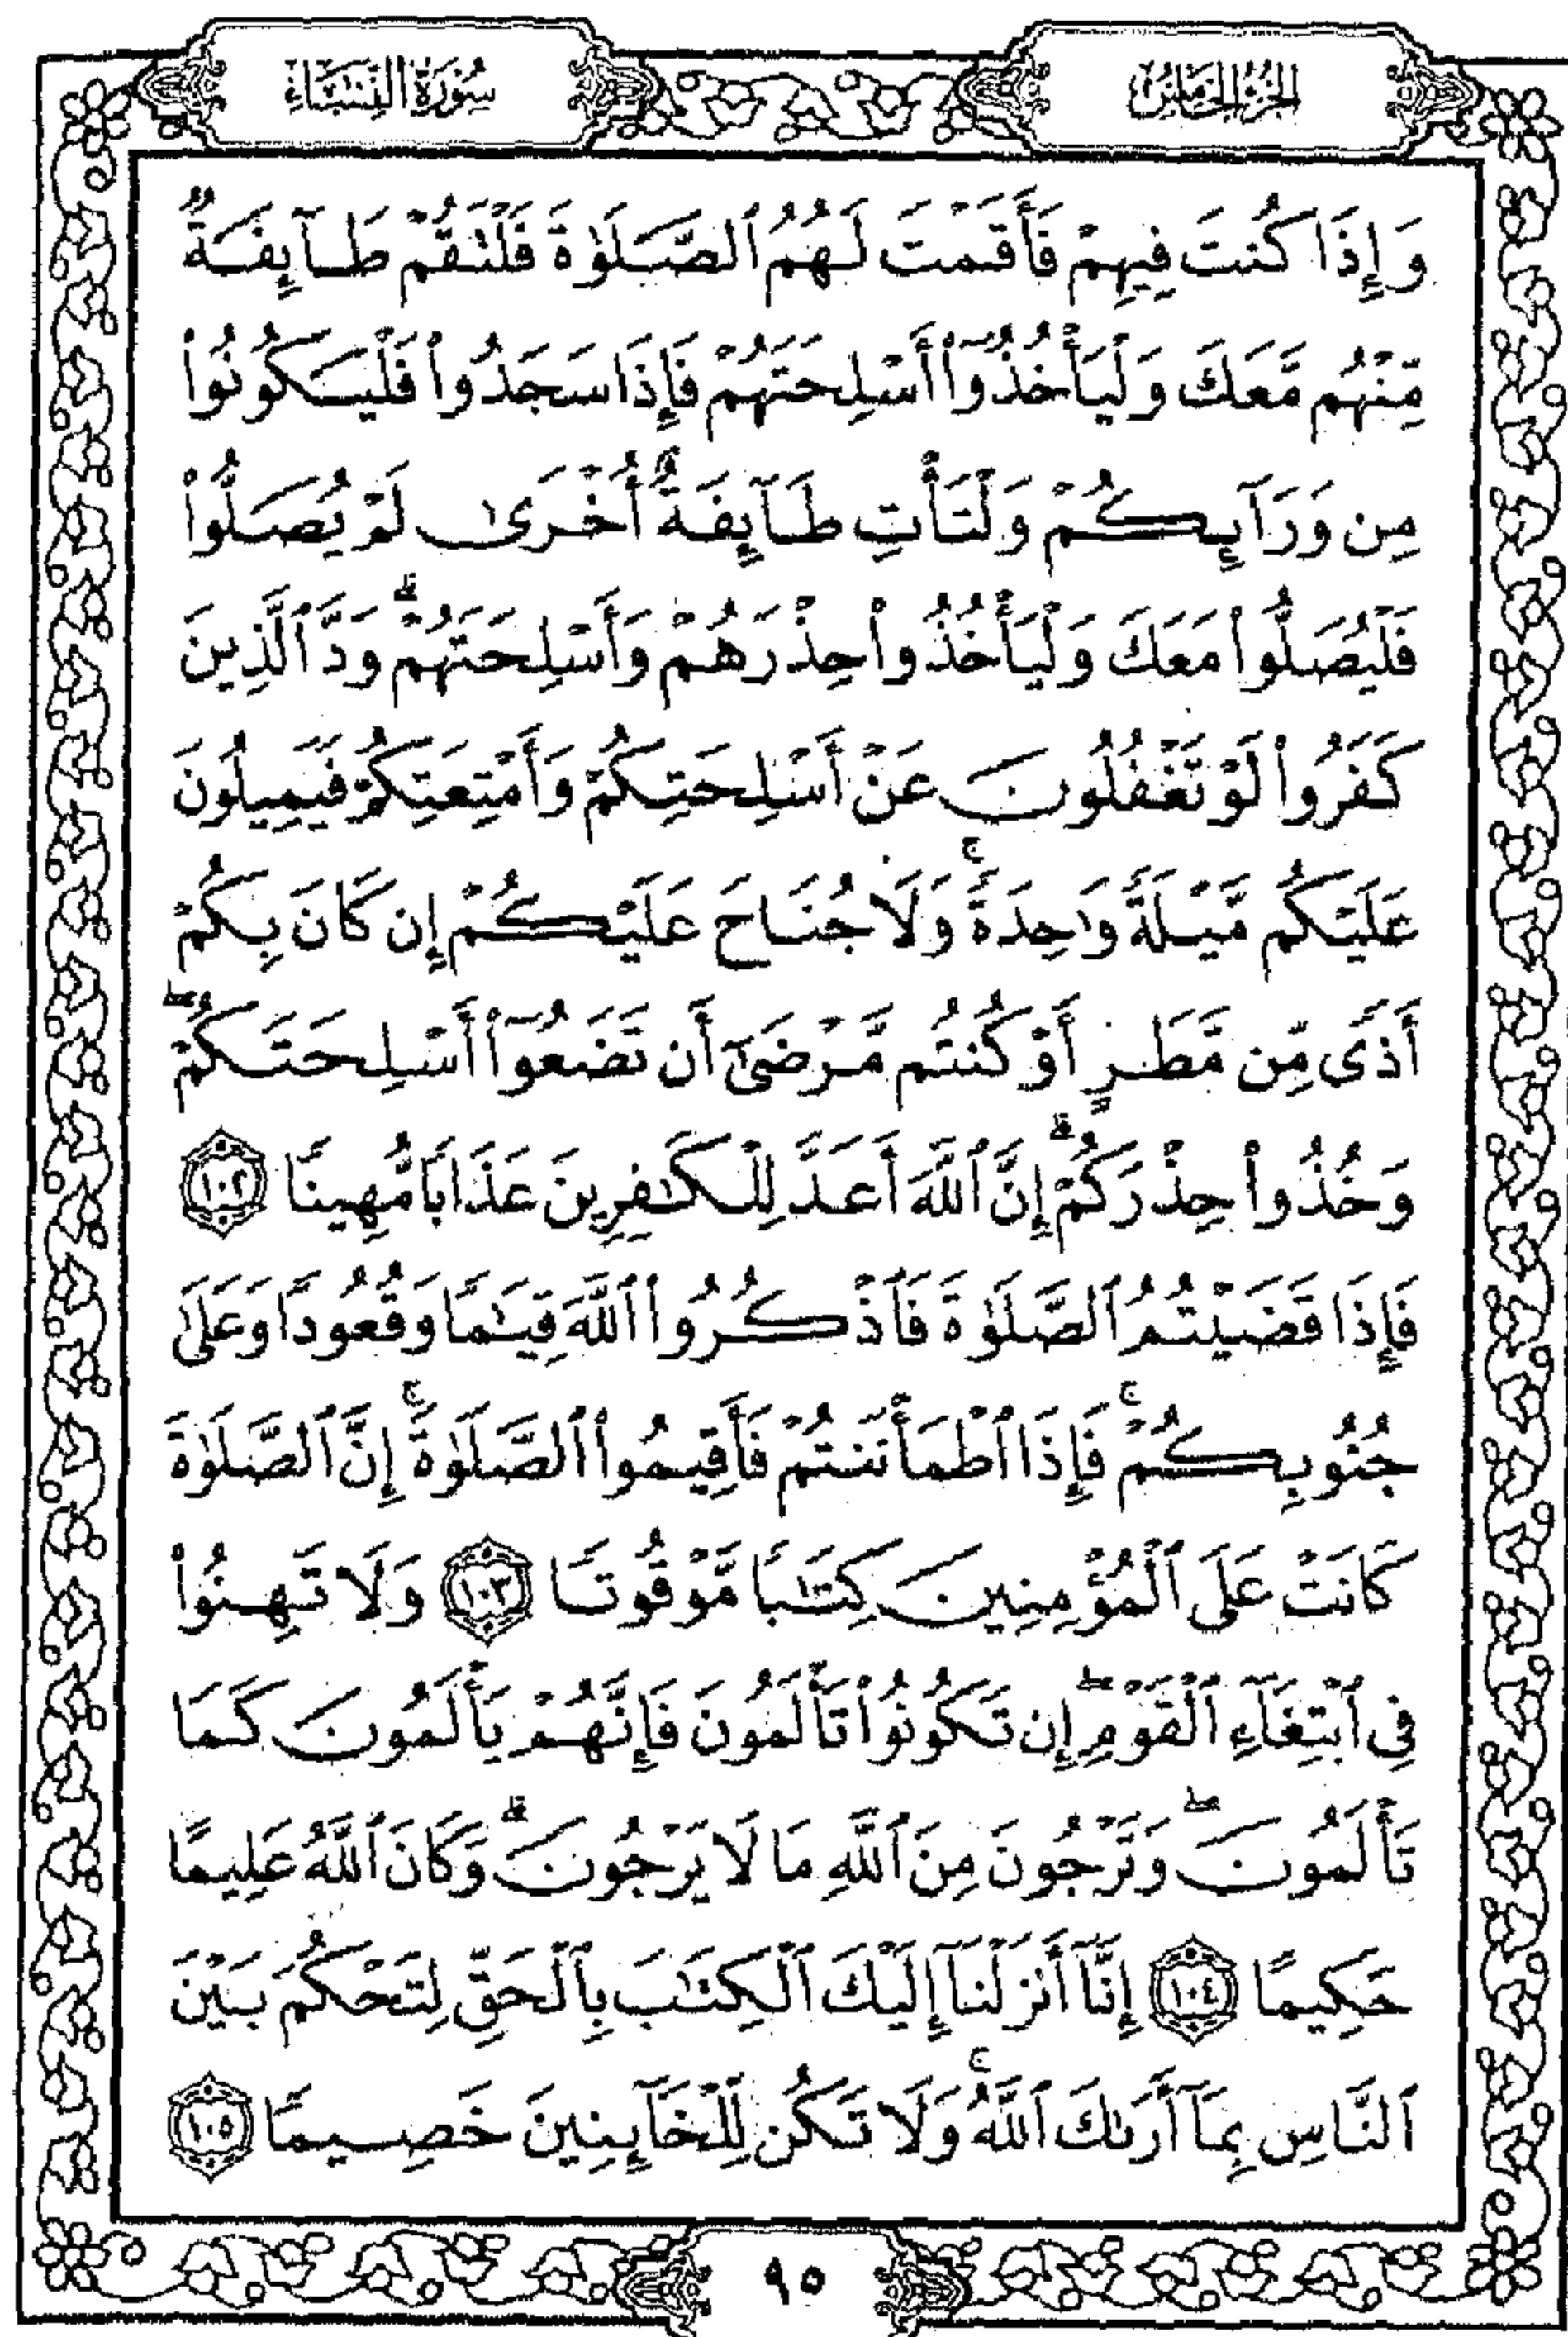 الجزء الخامس
سورة النساء
وَإِذَا كُنتَ فِيهِمْ فَأَقَمْتَ لَهُمُ ٱلصَّلَوٰةَ فَلْتَقُمْ طَآئِفَةٌ
مِّنْهُم مَّعَكَ وَلْيَأْخُذُوٓا۟ أَسْلِحَتَهُمْ فَإِذَا سَجَدُوا۟ فَلْيَكُونُوا۟
مِن وَرَآئِكُمْ وَلْتَأْتِ طَآئِفَةٌ أُخْرَىٰ لَمْ يُصَلُّوا۟
فَلْيُصَلُّوا۟ مَعَكَ وَلْيَأْخُذُوا۟ حِذْرَهُمْ وَأَسْلِحَتَهُمْ ۗ وَدَّ ٱلَّذِينَ
كَفَرُوا۟ لَوْ تَغْفُلُونَ عَنْ أَسْلِحَتِكُمْ وَأَمْتِعَتِكُمْ فَيَمِيلُونَ
عَلَيْكُم مَّيْلَةً وَٰحِدَةً ۚ وَلَا جُنَاحَ عَلَيْكُمْ إِن كَانَ بِكُمْ
أَذًى مِّن مَّطَرٍ أَوْ كُنتُم مَّرْضَىٰٓ أَن تَضَعُوٓا۟ أَسْلِحَتَكُمْ ۖ
وَخُذُوا۟ حِذْرَكُمْ ۗ إِنَّ ٱللَّهَ أَعَدَّ لِلْكَٰفِرِينَ عَذَابًا مُّهِينًا ١٠٢
فَإِذَا قَضَيْتُمُ ٱلصَّلَوٰةَ فَٱذْكُرُوا۟ ٱللَّهَ قِيَٰمًا وَقُعُودًا وَعَلَىٰ
جُنُوبِكُمْ ۚ فَإِذَا ٱطْمَأْنَنتُمْ فَأَقِيمُوا۟ ٱلصَّلَوٰةَ ۚ إِنَّ ٱلصَّلَوٰةَ
كَانَتْ عَلَى ٱلْمُؤْمِنِينَ كِتَٰبًا مَّوْقُوتًا ١٠٣ وَلَا تَهِنُوا۟
فِى ٱبْتِغَآءِ ٱلْقَوْمِ ۖ إِن تَكُونُوا۟ تَأْلَمُونَ فَإِنَّهُمْ يَأْلَمُونَ كَمَا
تَأْلَمُونَ ۖ وَتَرْجُونَ مِنَ ٱللَّهِ مَا لَا يَرْجُونَ ۗ وَكَانَ ٱللَّهُ عَلِيمًا
حَكِيمًا ١٠٤ إِنَّآ أَنزَلْنَآ إِلَيْكَ ٱلْكِتَٰبَ بِٱلْحَقِّ لِتَحْكُمَ بَيْنَ
ٱلنَّاسِ بِمَآ أَرَىٰكَ ٱللَّهُ ۚ وَلَا تَكُن لِّلْخَآئِنِينَ خَصِيمًا ١٠٥
٩٥